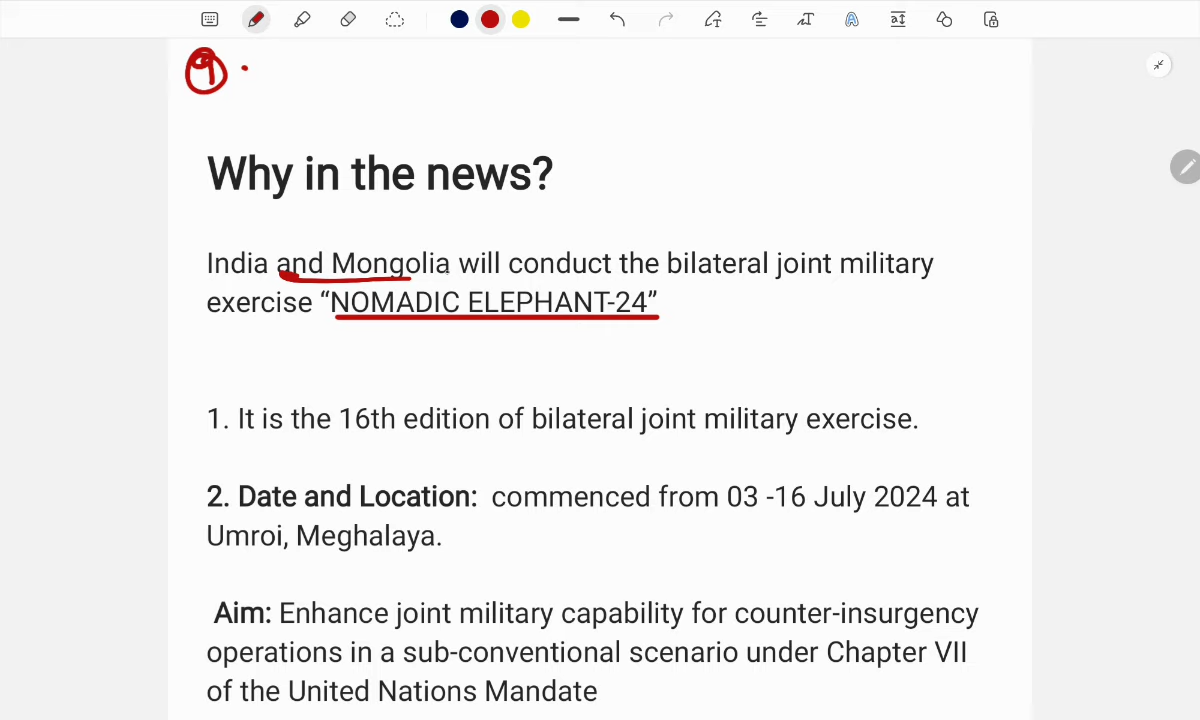 9.
Why in the news?
India and Mongolia will conduct the bilateral joint military
exercise “NOMADIC ELEPHANT-24”
1. It is the 16th edition of bilateral joint military exercise.
2. Date and Location:  commenced from 03 -16 July 2024 at
Umroi, Meghalaya.
Aim: Enhance joint military capability for counter-insurgency
operations in a sub-conventional scenario under Chapter VII
of the United Nations Mandate